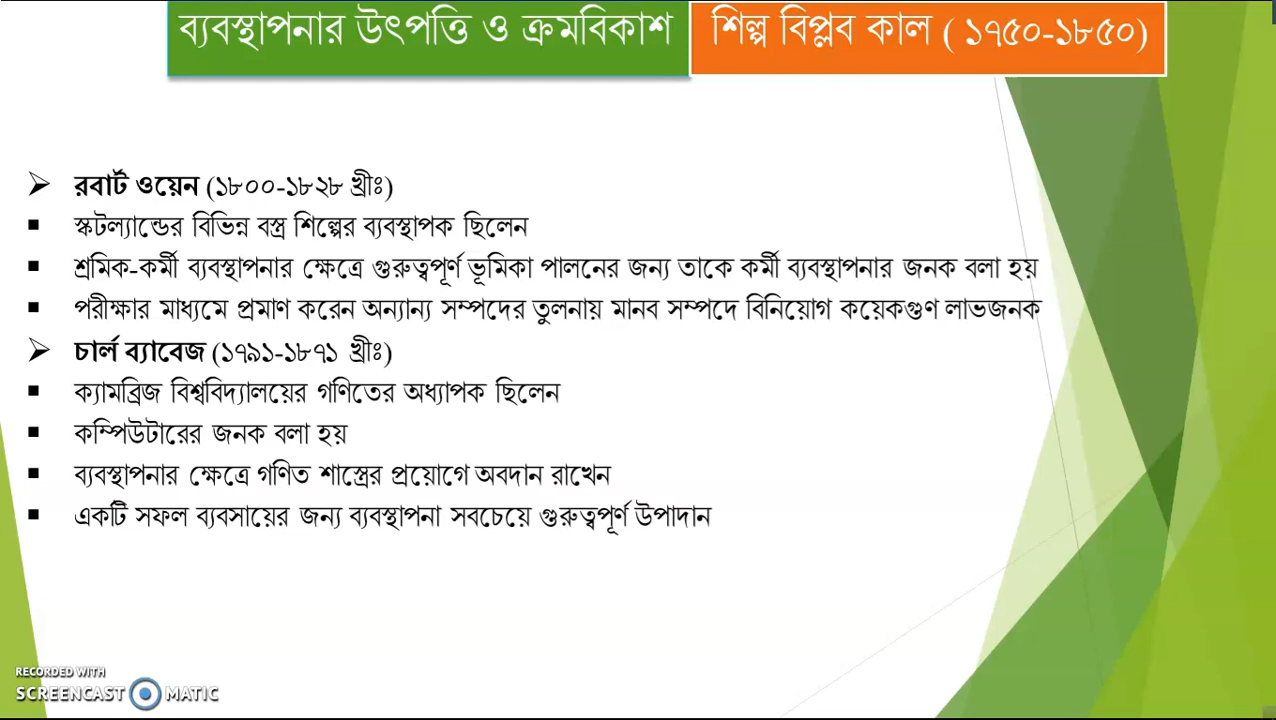 ব্যবস্থাপনার উৎপত্তি ও ক্রমবিকাশ
শিল্প বিপ্লব কাল ( ১৭৫০-১৮৫০)
রবার্ট ওয়েন (১৮০০-১৮২৮ খ্রীঃ)
স্কটল্যান্ডের বিভিন্ন বস্ত্র শিল্পের ব্যবস্থাপক ছিলেন
শ্রমিক-কর্মী ব্যবস্থাপনার ক্ষেত্রে গুরুত্বপূর্ণ ভূমিকা পালনের জন্য তাকে কর্মী ব্যবস্থাপনার জনক বলা হয়
পরীক্ষার মাধ্যমে প্রমাণ করেন অন্যান্য সম্পদের তুলনায় মানব সম্পদে বিনিয়োগ কয়েকগুণ লাভজনক
চার্ল ব্যাবেজ (১৭৯১-১৮৭১ খ্রীঃ)
ক্যামব্রিজ বিশ্ববিদ্যালয়ের গণিতের অধ্যাপক ছিলেন
কম্পিউটারের জনক বলা হয়
ব্যবস্থাপনার ক্ষেত্রে গণিত শাস্ত্রের প্রয়োগে অবদান রাখেন
একটি সফল ব্যবসায়ের জন্য ব্যবস্থাপনা সবচেয়ে গুরুত্বপূর্ণ উপাদান
RECORDED WITH
SCREENCAST MATIC